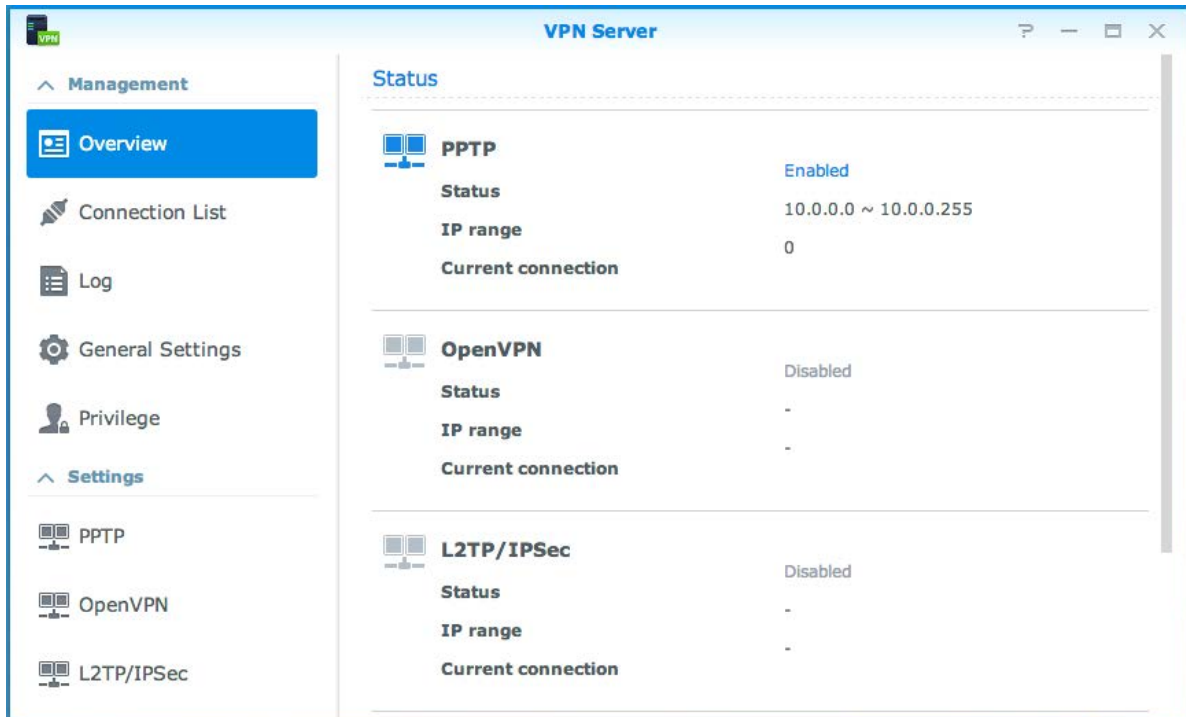 VPN
VPN Server
Management
Overview
Connection List
Log
General Settings
Privilege
Settings
PPTP
OpenVPN
L2TP/IPSec
Status
PPTP
Status
Enabled
IP range
10.0.0.0 ~ 10.0.0.255
Current connection
0
OpenVPN
Status
Disabled
IP range
-
Current connection
-
L2TP/IPSec
Status
Disabled
IP range
-
Current connection
-